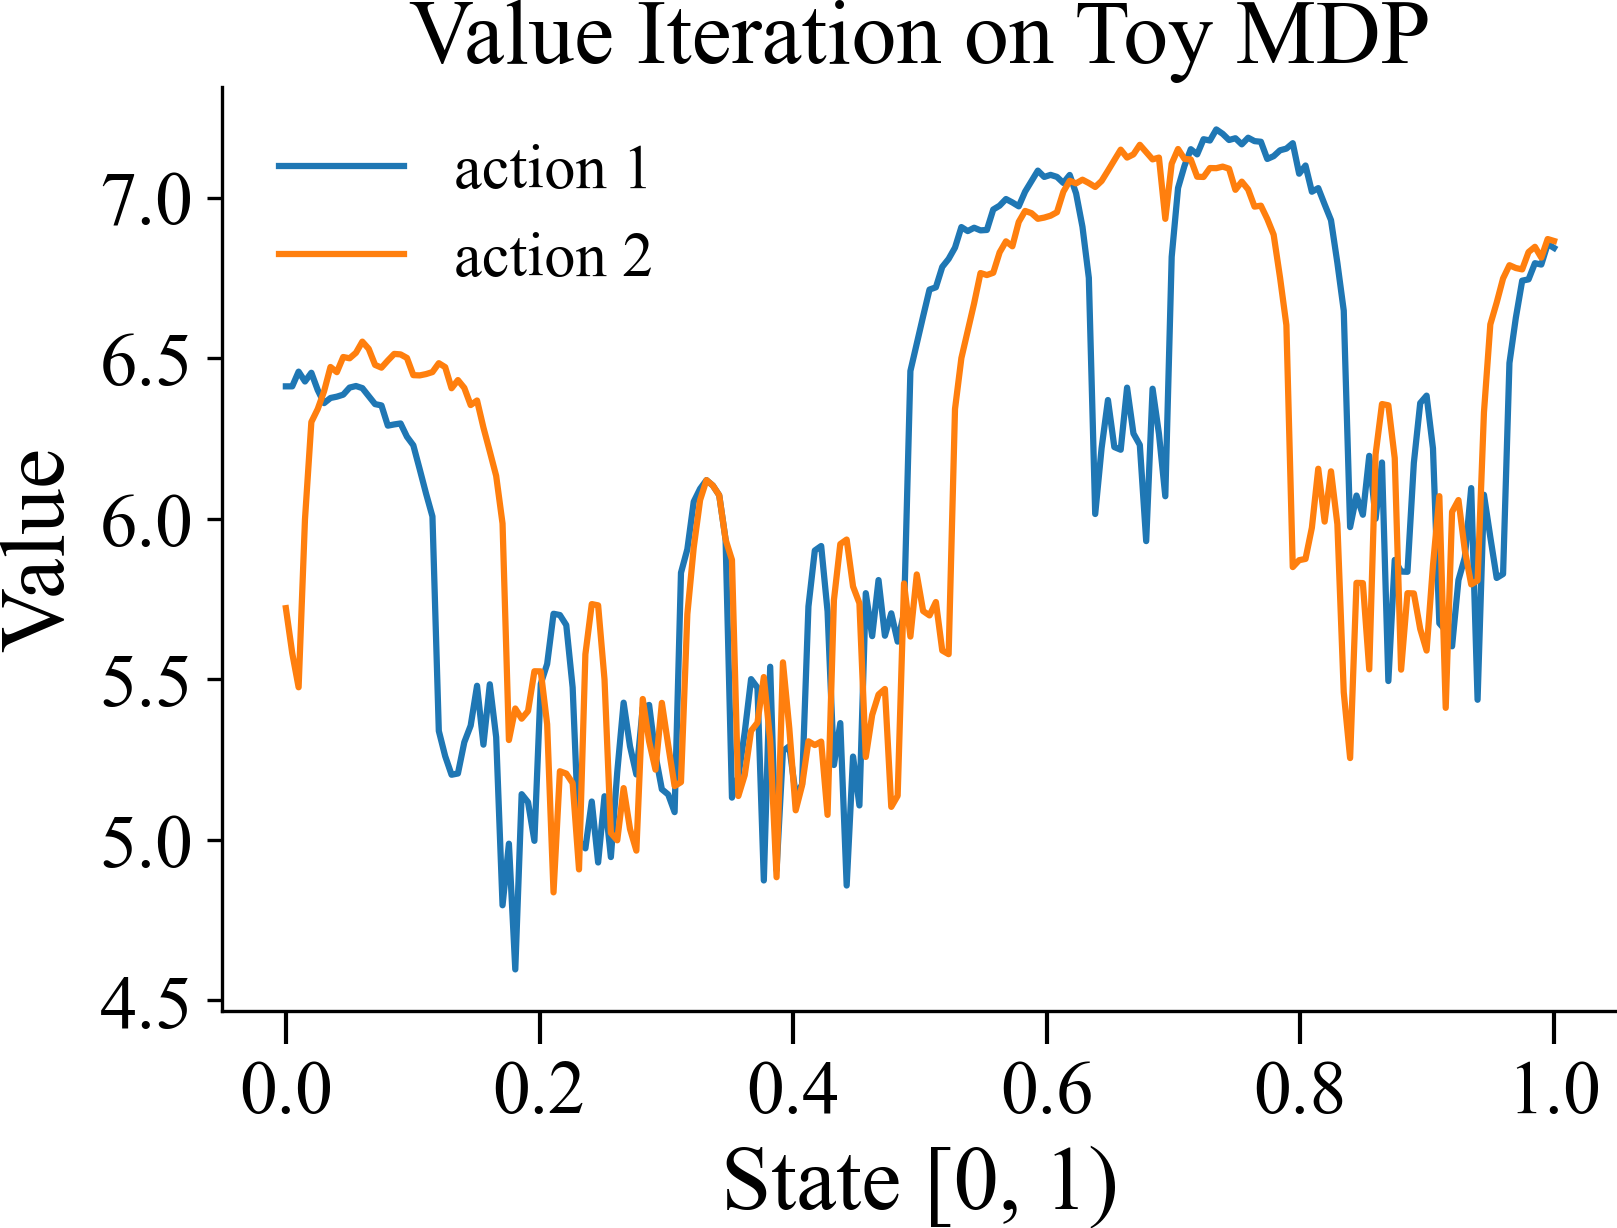 Value Iteration on Toy MDP
action 1
action 2
Value
7.0
6.5
6.0
5.5
5.0
4.5
0.0 0.2 0.4 0.6 0.8 1.0
State [0, 1)